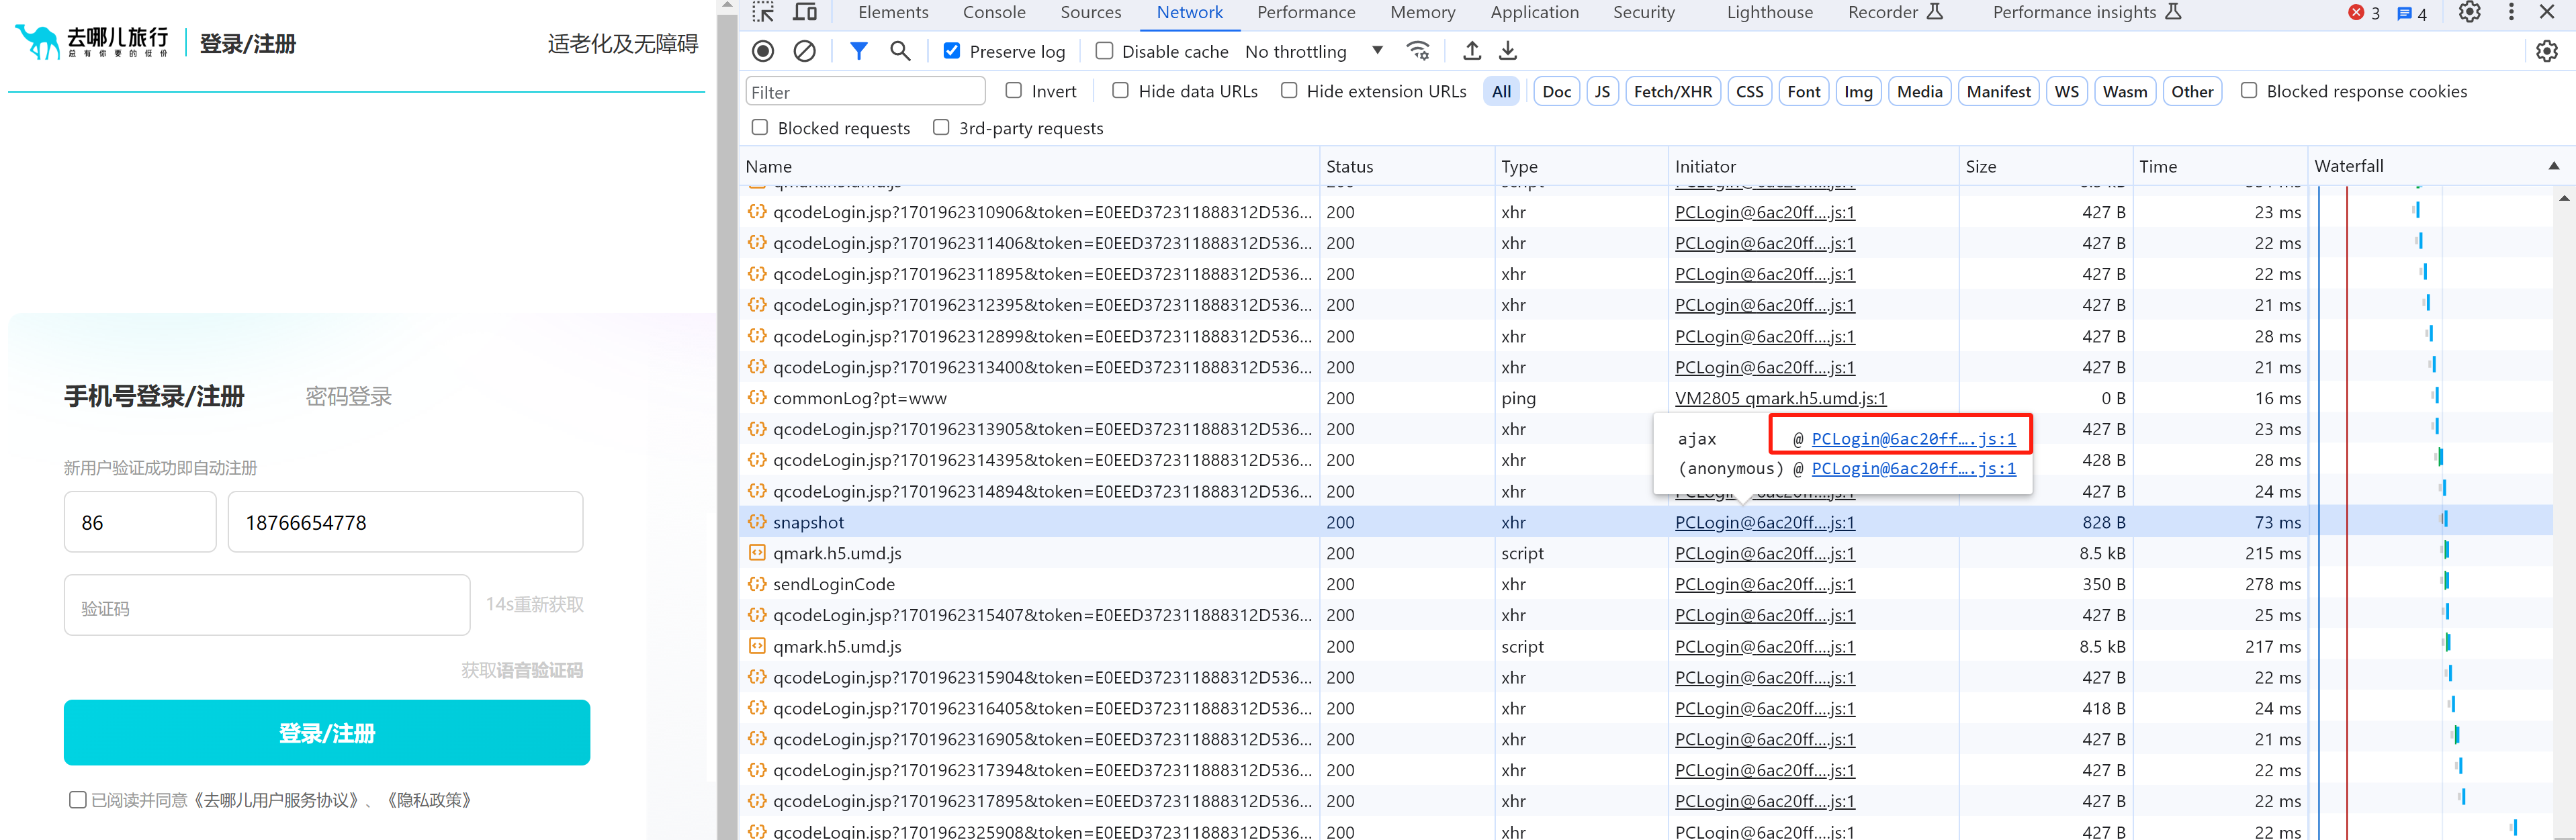 去哪儿旅行
总有你要的低价
登录/注册
适老化及无障碍
手机号登录/注册
密码登录
新用户验证成功即自动注册
86
18766654778
验证码
14s重新获取
获取语音验证码
登录/注册
已阅读并同意《去哪儿用户服务协议》、《隐私政策》
Elements Console Sources Network Performance Memory Application Security Lighthouse Recorder Performance insights 3 4
Preserve log Disable cache No throttling
Filter Invert Hide data URLs Hide extension URLs All Doc JS Fetch/XHR CSS Font Img Media Manifest WS Wasm Other Blocked response cookies
Blocked requests 3rd-party requests
Name Status Type Initiator Size Time Waterfall
qcodeLogin.jsp?1701962310906&token=E0EED372311888312D536... 200 xhr PCLogin@6ac20ff….js:1 427 B 23 ms
qcodeLogin.jsp?1701962311406&token=E0EED372311888312D536... 200 xhr PCLogin@6ac20ff….js:1 427 B 22 ms
qcodeLogin.jsp?1701962311895&token=E0EED372311888312D536... 200 xhr PCLogin@6ac20ff….js:1 427 B 22 ms
qcodeLogin.jsp?1701962312395&token=E0EED372311888312D536... 200 xhr PCLogin@6ac20ff….js:1 427 B 21 ms
qcodeLogin.jsp?1701962312899&token=E0EED372311888312D536... 200 xhr PCLogin@6ac20ff….js:1 427 B 28 ms
qcodeLogin.jsp?1701962313400&token=E0EED372311888312D536... 200 xhr PCLogin@6ac20ff….js:1 427 B 21 ms
commonLog?pt=www 200 ping VM2805 qmark.h5.umd.js:1 0 B 16 ms
qcodeLogin.jsp?1701962313905&token=E0EED372311888312D536... 200 xhr 427 B 23 ms
qcodeLogin.jsp?1701962314395&token=E0EED372311888312D536... 200 xhr 428 B 28 ms
qcodeLogin.jsp?1701962314894&token=E0EED372311888312D536... 200 xhr 427 B 24 ms
ajax @ PCLogin@6ac20ff….js:1
(anonymous) @ PCLogin@6ac20ff….js:1
snapshot 200 xhr PCLogin@6ac20ff….js:1 828 B 73 ms
qmark.h5.umd.js 200 script PCLogin@6ac20ff….js:1 8.5 kB 215 ms
sendLoginCode 200 xhr PCLogin@6ac20ff….js:1 350 B 278 ms
qcodeLogin.jsp?1701962315407&token=E0EED372311888312D536... 200 xhr PCLogin@6ac20ff….js:1 427 B 25 ms
qmark.h5.umd.js 200 script PCLogin@6ac20ff….js:1 8.5 kB 217 ms
qcodeLogin.jsp?1701962315904&token=E0EED372311888312D536... 200 xhr PCLogin@6ac20ff….js:1 427 B 22 ms
qcodeLogin.jsp?1701962316405&token=E0EED372311888312D536... 200 xhr PCLogin@6ac20ff….js:1 418 B 24 ms
qcodeLogin.jsp?1701962316905&token=E0EED372311888312D536... 200 xhr PCLogin@6ac20ff….js:1 427 B 21 ms
qcodeLogin.jsp?1701962317394&token=E0EED372311888312D536... 200 xhr PCLogin@6ac20ff….js:1 427 B 22 ms
qcodeLogin.jsp?1701962317895&token=E0EED372311888312D536... 200 xhr PCLogin@6ac20ff….js:1 427 B 22 ms
qcodeLogin.jsp?1701962325908&token=E0EED372311888312D536... 200 xhr PCLogin@6ac20ff….js:1 427 B 22 ms